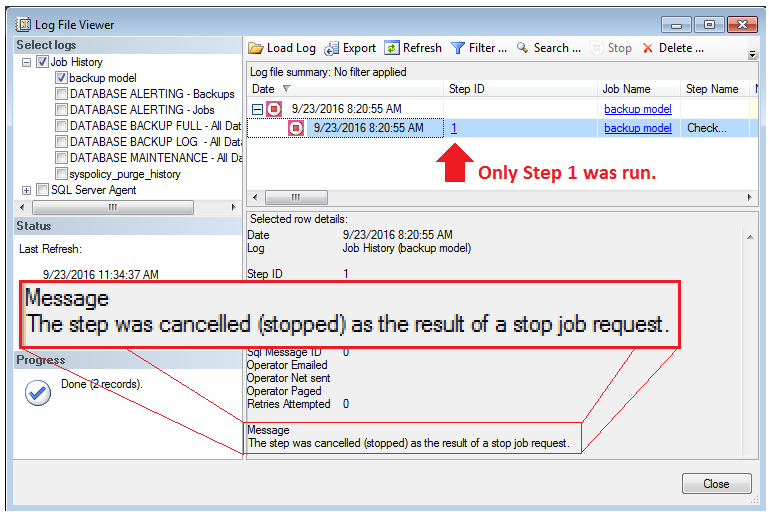 Log File Viewer
Select logs
Job History
backup model
DATABASE ALERTING - Backups
DATABASE ALERTING - Jobs
DATABASE BACKUP FULL - All Dat
DATABASE BACKUP LOG - All Data
DATABASE MAINTENANCE - All Da
syspolicy_purge_history
SQL Server Agent
Status
Last Refresh:
9/23/2016 11:34:37 AM
Progress
Done (2 records).
Load Log Export Refresh Filter ... Search ... Stop Delete ...
Log file summary: No filter applied
Date Step ID Job Name Step Name
9/23/2016 8:20:55 AM backup model
9/23/2016 8:20:55 AM 1 backup model Check...
Only Step 1 was run.
Selected row details:
Date 9/23/2016 8:20:55 AM
Log Job History (backup model)
Step ID 1
Message
The step was cancelled (stopped) as the result of a stop job request.
Sql Message ID 0
Operator Emailed
Operator Net sent
Operator Paged
Retries Attempted 0
Message
The step was cancelled (stopped) as the result of a stop job request.
Close